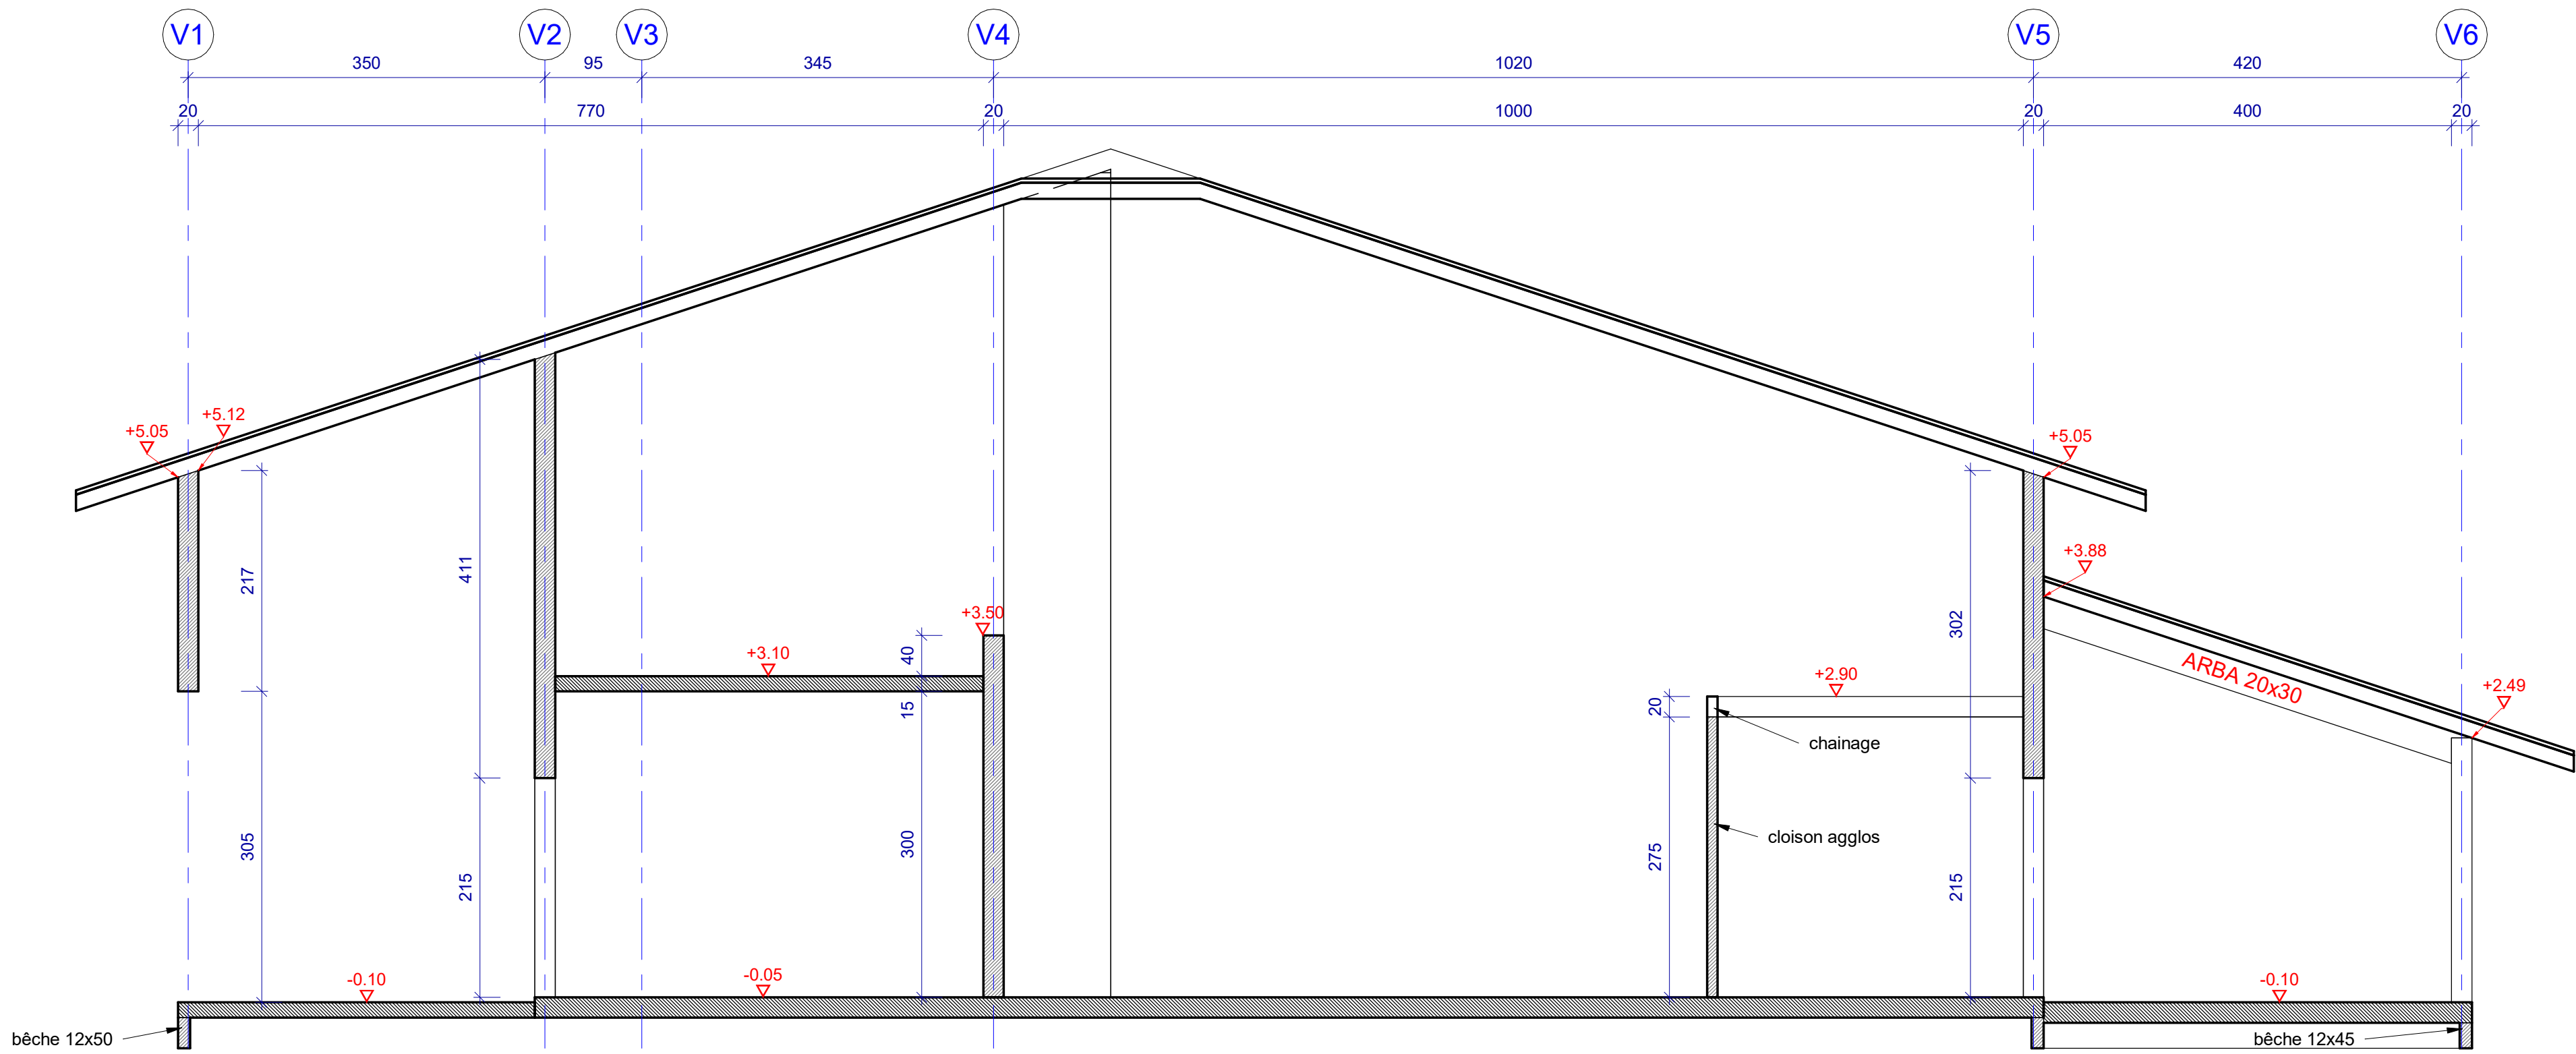 V1 V2 V3 V4 V5 V6
350 95 345 1020 420
20 770 20 1000 20 400 20
+5.05 +5.12
+5.05
217
411
302
+3.88
+3.50
40
+3.10
15
+2.90
20
ARBA 20x30
+2.49
chainage
cloison agglos
305
215
300
275
215
-0.10
-0.05
-0.10
bêche 12x50
bêche 12x45